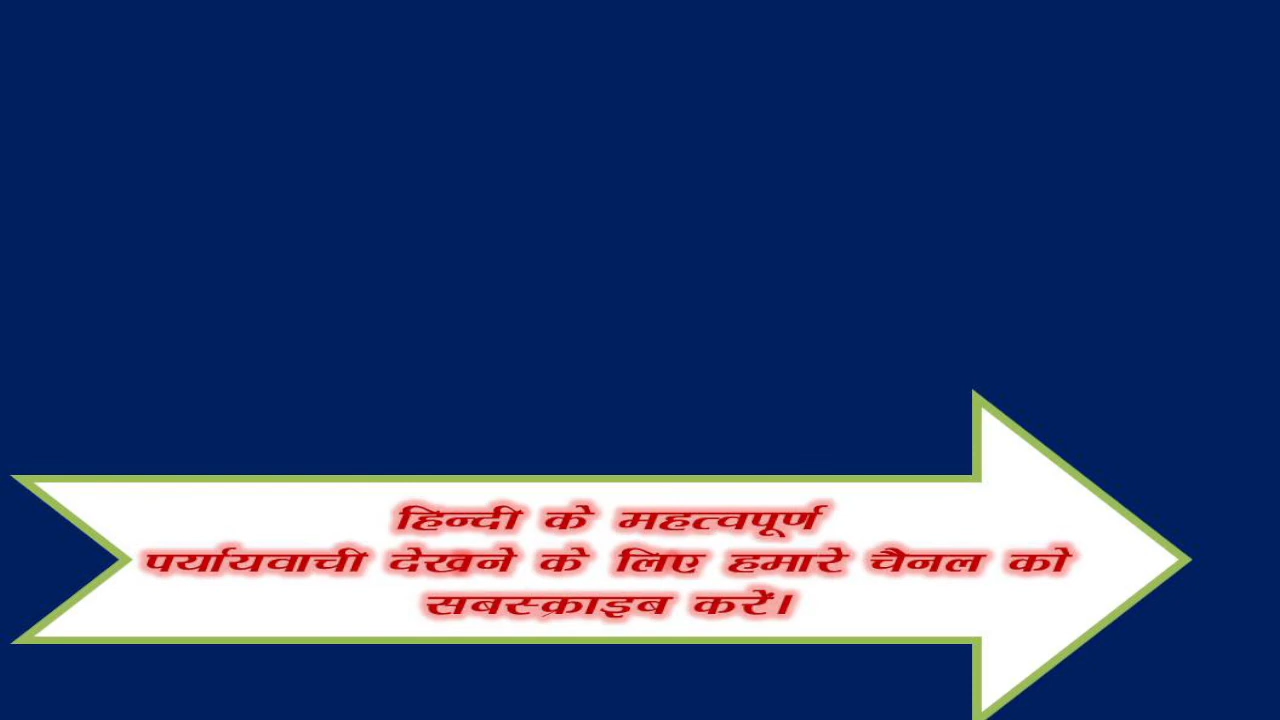 हिन्दी के महत्वपूर्ण
पर्यायवाची देखने के लिए हमारे चैनल को
सबस्क्राइब करें।